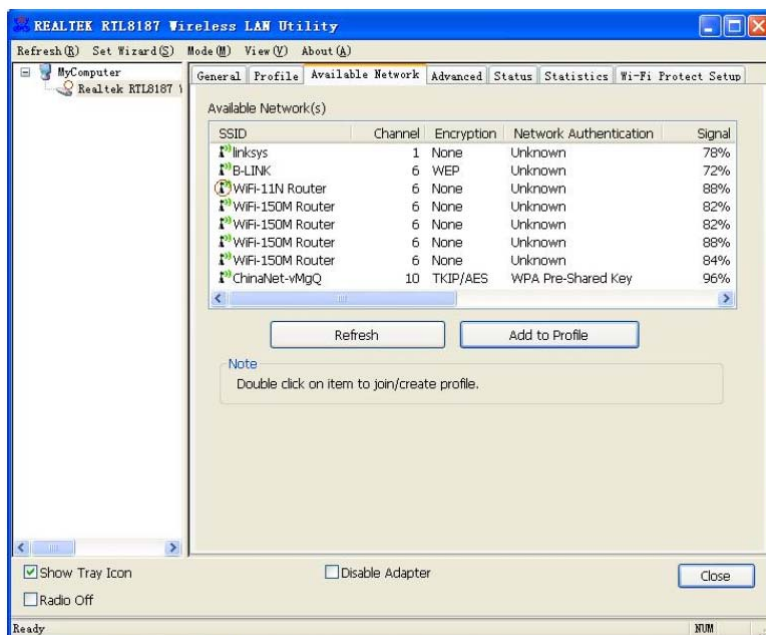 REALTEK RTL8187 Wireless LAN Utility
Refresh(R) Set Wizard(S) Mode(M) View(V) About(A)
MyComputer
Realtek RTL8187
General Profile Available Network Advanced Status Statistics Wi-Fi Protect Setup
Available Network(s)
SSID Channel Encryption Network Authentication Signal
linksys 1 None Unknown 78%
B-LINK 6 WEP Unknown 72%
WiFi-11N Router 6 None Unknown 88%
WiFi-150M Router 6 None Unknown 82%
WiFi-150M Router 6 None Unknown 82%
WiFi-150M Router 6 None Unknown 88%
WiFi-150M Router 6 None Unknown 84%
ChinaNet-vMgQ 10 TKIP/AES WPA Pre-Shared Key 96%
Refresh Add to Profile
Note
Double click on item to join/create profile.
Show Tray Icon Disable Adapter Close
Radio Off
Ready NUM